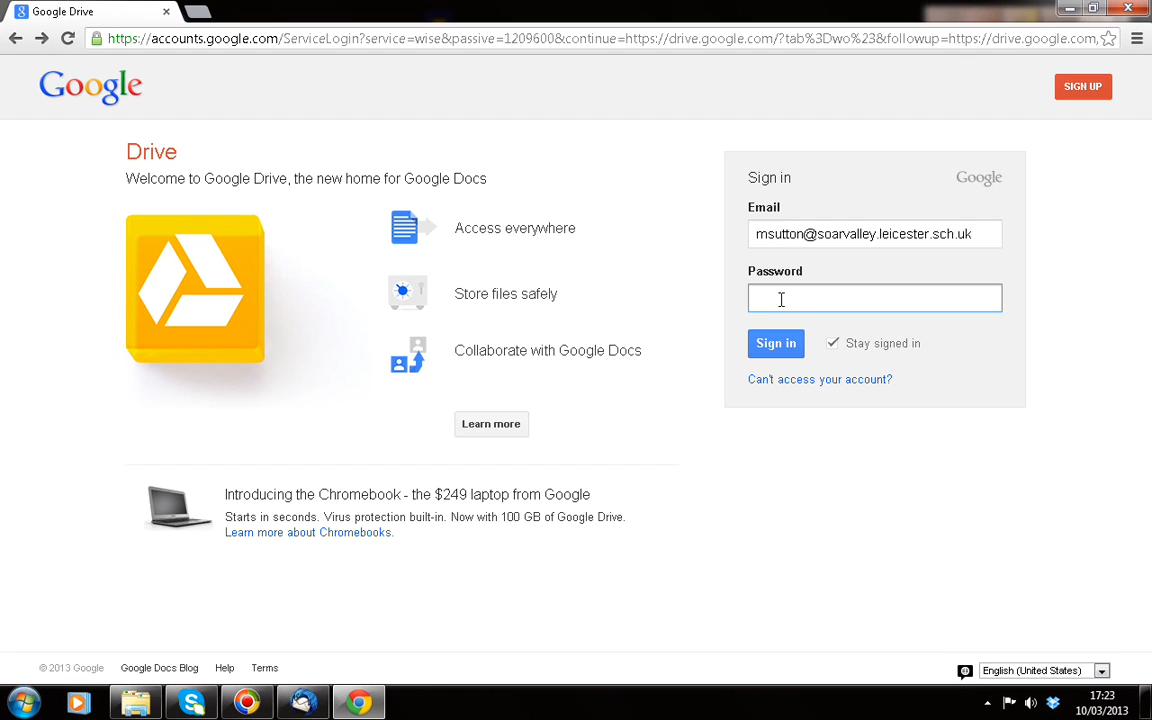 Google Drive
https://accounts.google.com/ServiceLogin?service=wise&passive=1209600&continue=https://drive.google.com/?tab%3Dwo%23&followup=https://drive.google.com,
Google
SIGN UP
Drive
Welcome to Google Drive, the new home for Google Docs
Access everywhere
Store files safely
Collaborate with Google Docs
Learn more
Sign in
Google
Email
msutton@soarvalley.leicester.sch.uk
Password
Sign in
Stay signed in
Can't access your account?
Introducing the Chromebook - the $249 laptop from Google
Starts in seconds. Virus protection built-in. Now with 100 GB of Google Drive.
Learn more about Chromebooks.
© 2013 Google
Google Docs Blog
Help
Terms
English (United States)
17:23
10/03/2013